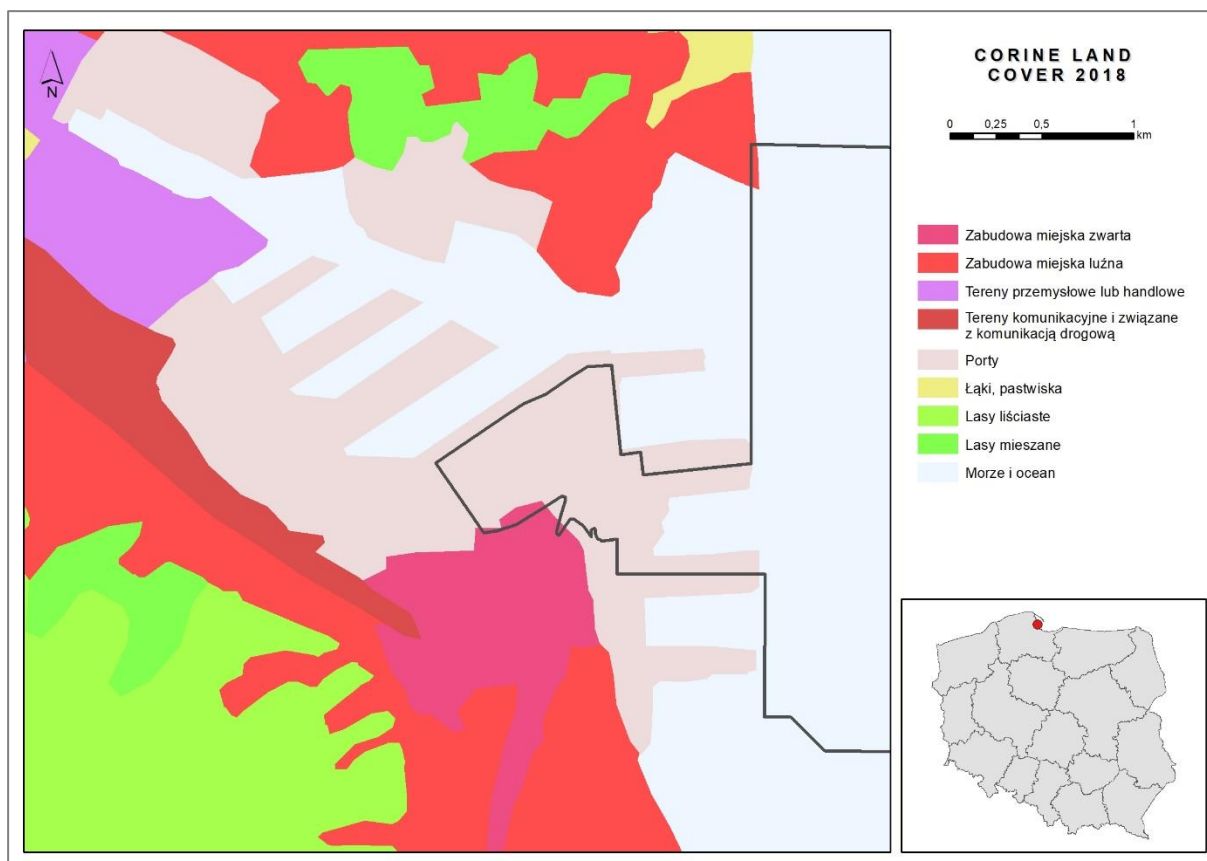 CORINE LAND
COVER 2018
0 0,25 0,5 1
km
N
Zabudowa miejska zwarta
Zabudowa miejska luźna
Tereny przemysłowe lub handlowe
Tereny komunikacyjne i związane
z komunikacją drogową
Porty
Łąki, pastwiska
Lasy liściaste
Lasy mieszane
Morze i ocean